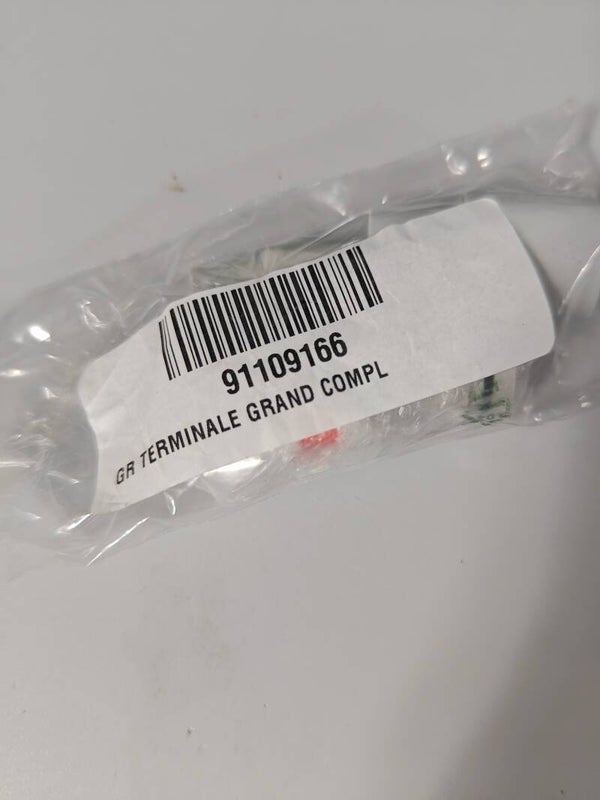 91109166
GR TERMINALE GRAND COMPL